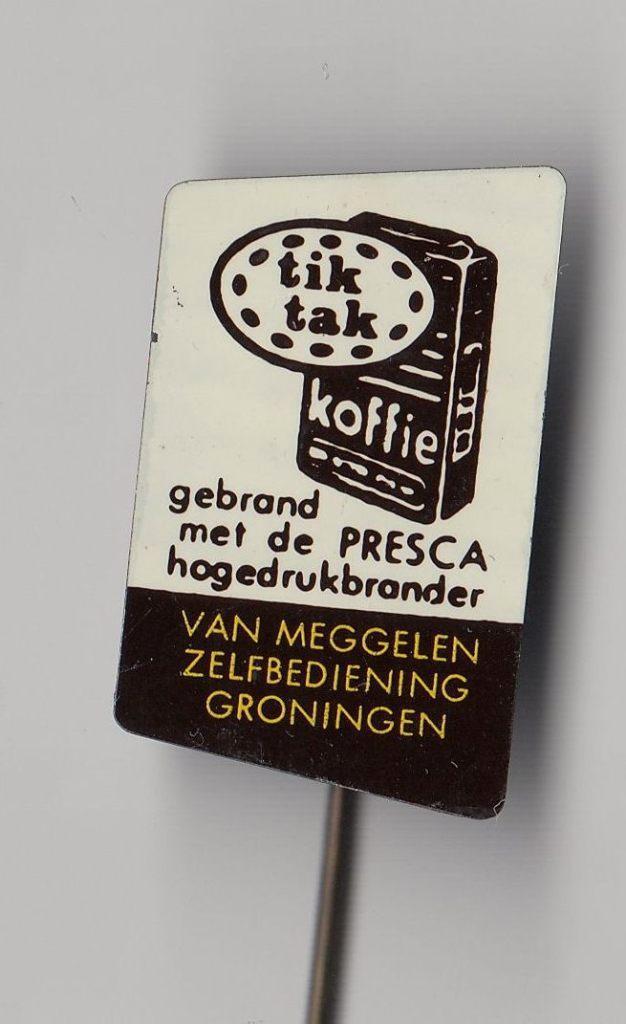 tik
tak
koffie
gebrand
met de PRESCA
hogedrukbrander
VAN MEGGELEN
ZELFBEDIENING
GRONINGEN